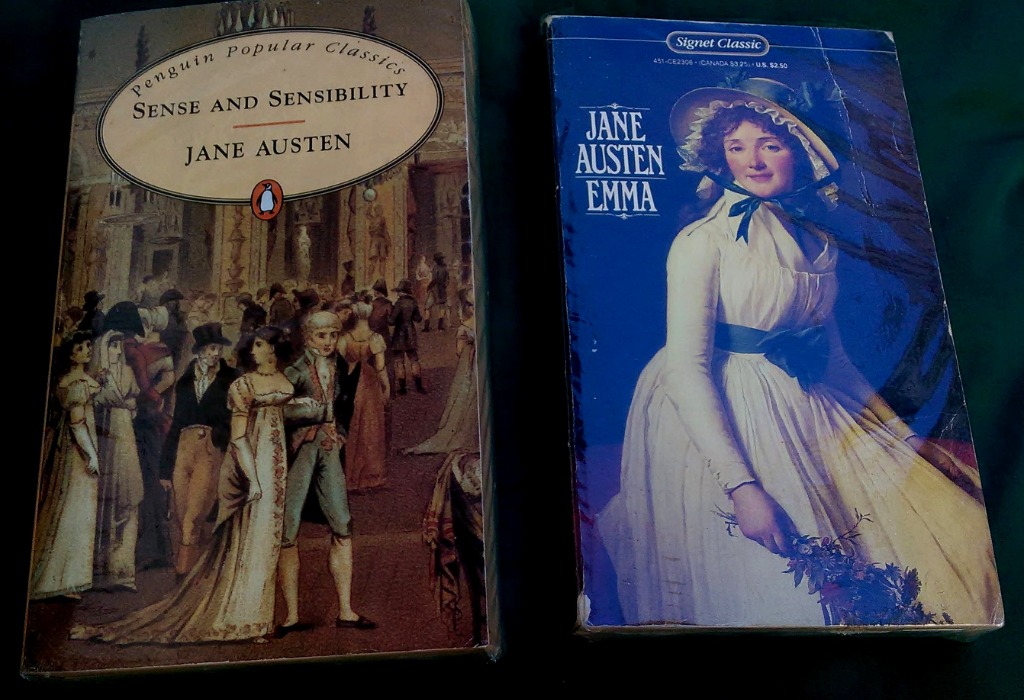 Penguin Popular Classics
SENSE AND SENSIBILITY
JANE AUSTEN
Signet Classic
451-CE2306 • (CANADA $3.25) • U.S. $2.50
JANE
AUSTEN
EMMA